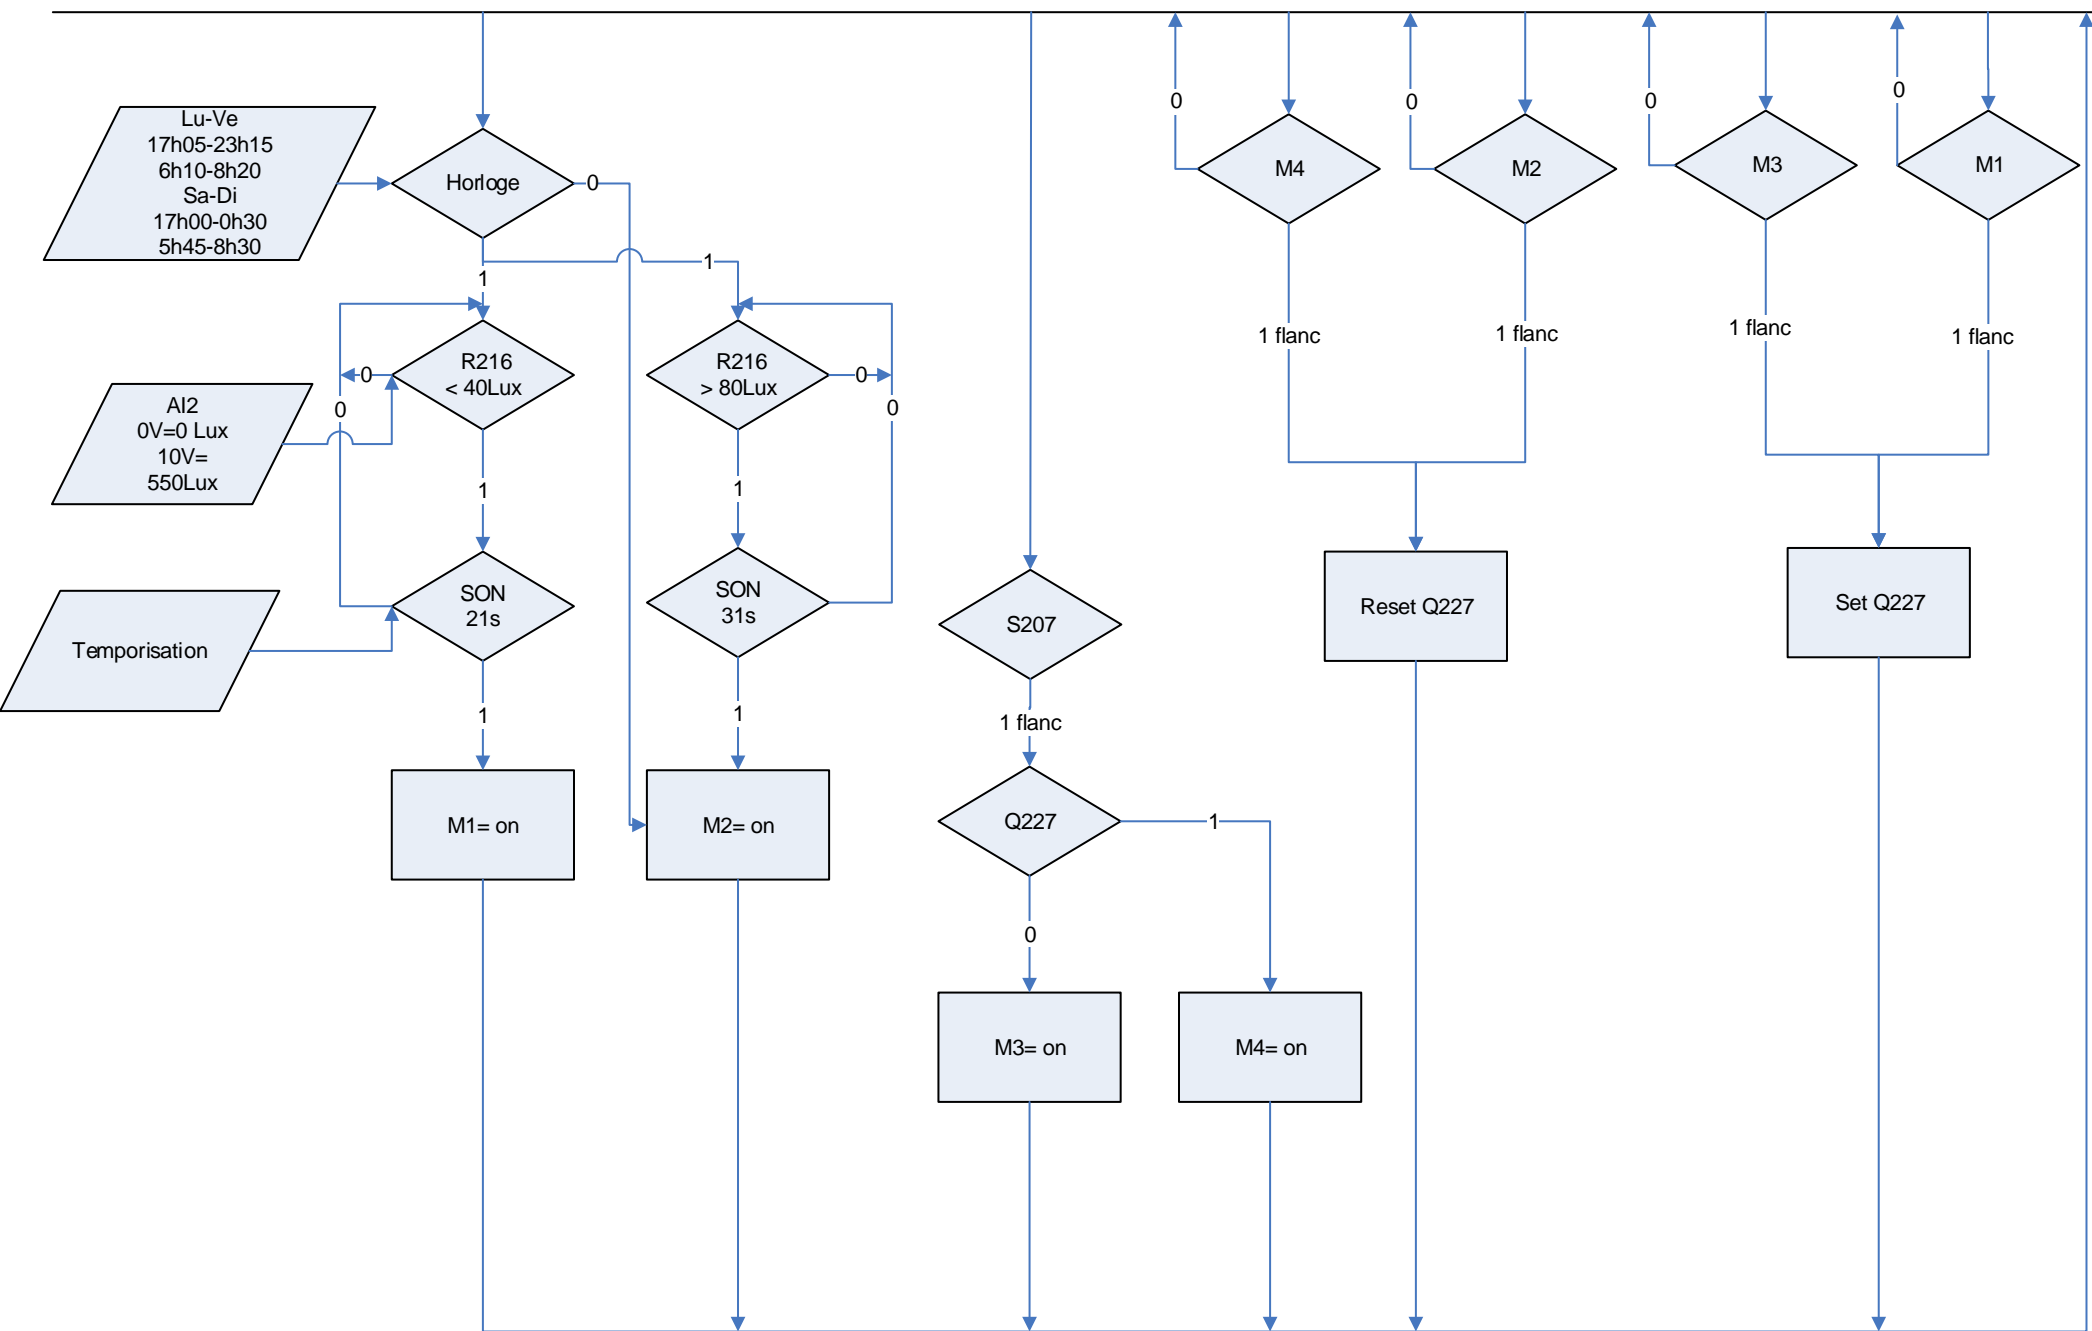 Lu-Ve
17h05-23h15
6h10-8h20
Sa-Di
17h00-0h30
5h45-8h30
Horloge
0
1
1
AI2
0V=0 Lux
10V=
550Lux
R216
< 40Lux
0
0
1
R216
> 80Lux
0
0
1
Temporisation
SON
21s
1
SON
31s
1
M1= on
M2= on
S207
1 flanc
Q227
1
0
M3= on
M4= on
0
M4
1 flanc
0
M2
1 flanc
Reset Q227
0
M3
1 flanc
0
M1
1 flanc
Set Q227